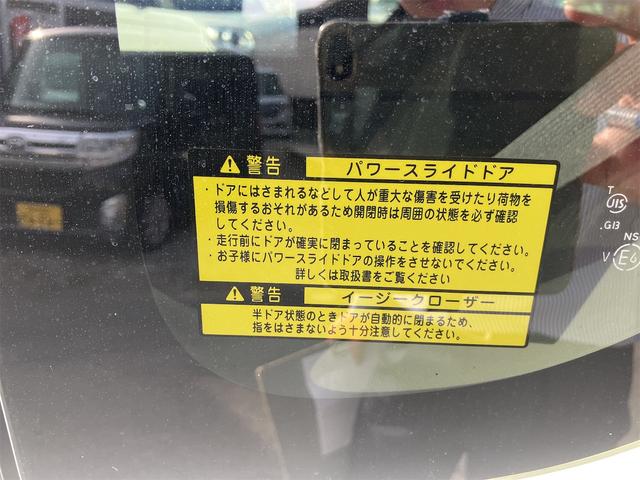 警告 パワースライドドア
・ドアにはさまれるなどして人が重大な傷害を受けたり荷物を
損傷するおそれがあるため開閉時は周囲の状態を必ず確認
してください。
・走行前にドアが確実に閉まっていることを確認してください。
・お子様にパワースライドドアの操作をさせないでください。
詳しくは取扱書をご覧ください
警告 イージークローザー
半ドア状態のときドアが自動的に閉まるため、
指をはさまないよう十分注意してください。
T
JIS
.G13
NS
V E6